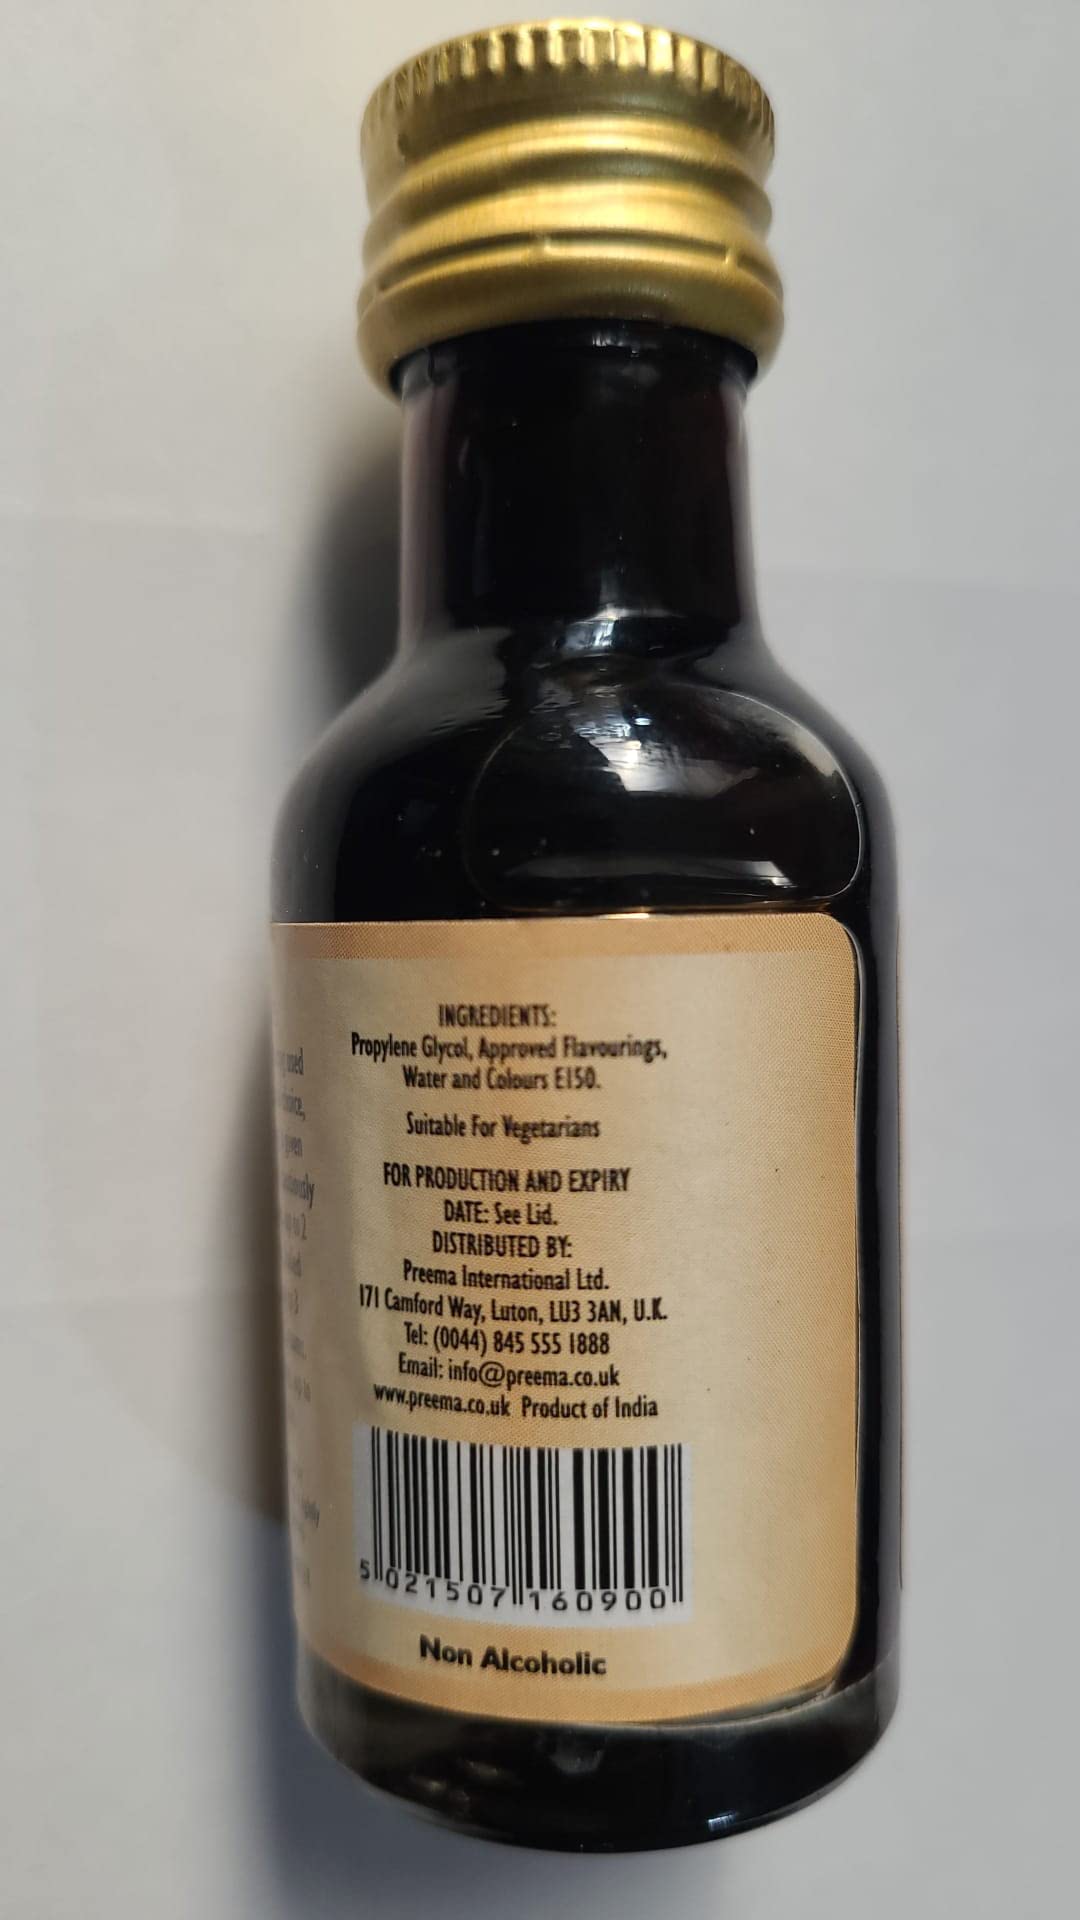 used
given
INGREDIENTS:
Propylene Glycol, Approved Flavourings,
Water and Colours E150.
Suitable For Vegetarians
FOR PRODUCTION AND EXPIRY
DATE: See Lid.
DISTRIBUTED BY:
Preema International Ltd.
171 Camford Way, Luton, LU3 3AN, U.K.
Tel: (0044) 845 555 1888
Email: info@preema.co.uk
www.preema.co.uk Product of India
5 021507 160900
Non Alcoholic